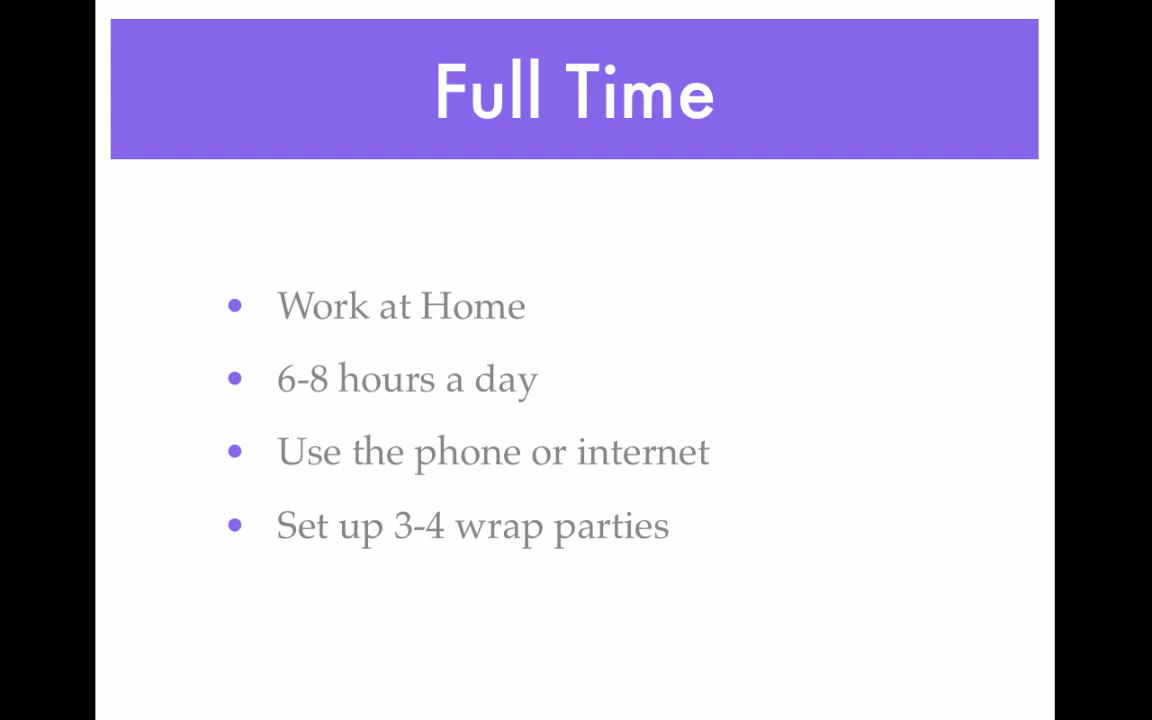 Full Time
• Work at Home
• 6-8 hours a day
• Use the phone or internet
• Set up 3-4 wrap parties